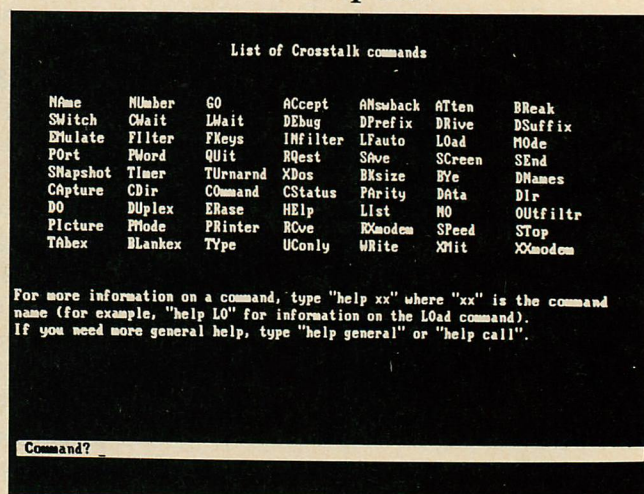 List of Crosstalk commands
NAme NUmber GO ACcept ANswback ATten BReak
SWitch CWait LWait DEbug DPrefix DRive DSuffix
EMulate FIlter FKeys INfilter LFauto LOad MOde
POrt PWord QUit RQest SAve SCreen SEnd
SNapshot TImer TUrnarnd XDos BKsize BYe DNames
CApture CDir COmmand CStatus PArity DAta DIr
DO DUplex ERase HElp LIst NO OUtfiltr
PIcture PMode PRinter RCve RXmodem SPeed STop
TAbex BLankex TYpe UConly WRite XMit XXmodem
For more information on a command, type "help xx" where "xx" is the command
name (for example, "help LO" for information on the LOad command).
If you need more general help, type "help general" or "help call".
Command? _